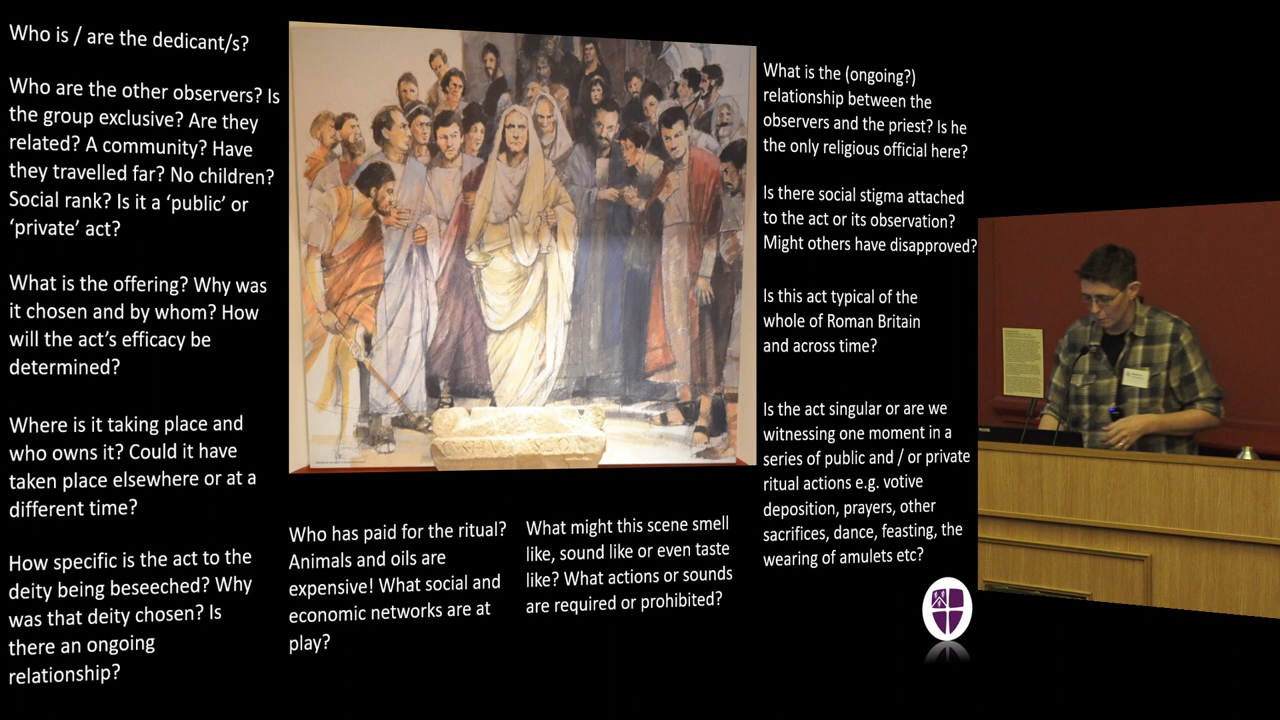 Who is / are the dedicant/s?
Who are the other observers? Is
the group exclusive? Are they
related? A community? Have
they travelled far? No children?
Social rank? Is it a ‘public’ or
‘private’ act?
What is the offering? Why was
it chosen and by whom? How
will the act’s efficacy be
determined?
Where is it taking place and
who owns it? Could it have
taken place elsewhere or at a
different time?
How specific is the act to the
deity being beseeched? Why
was that deity chosen? Is
there an ongoing
relationship?
Who has paid for the ritual?
Animals and oils are
expensive! What social and
economic networks are at
play?
What might this scene smell
like, sound like or even taste
like? What actions or sounds
are required or prohibited?
What is the (ongoing?)
relationship between the
observers and the priest? Is he
the only religious official here?
Is there social stigma attached
to the act or its observation?
Might others have disapproved?
Is this act typical of the
whole of Roman Britain
and across time?
Is the act singular or are we
witnessing one moment in a
series of public and / or private
ritual actions e.g. votive
deposition, prayers, other
sacrifices, dance, feasting, the
wearing of amulets etc?